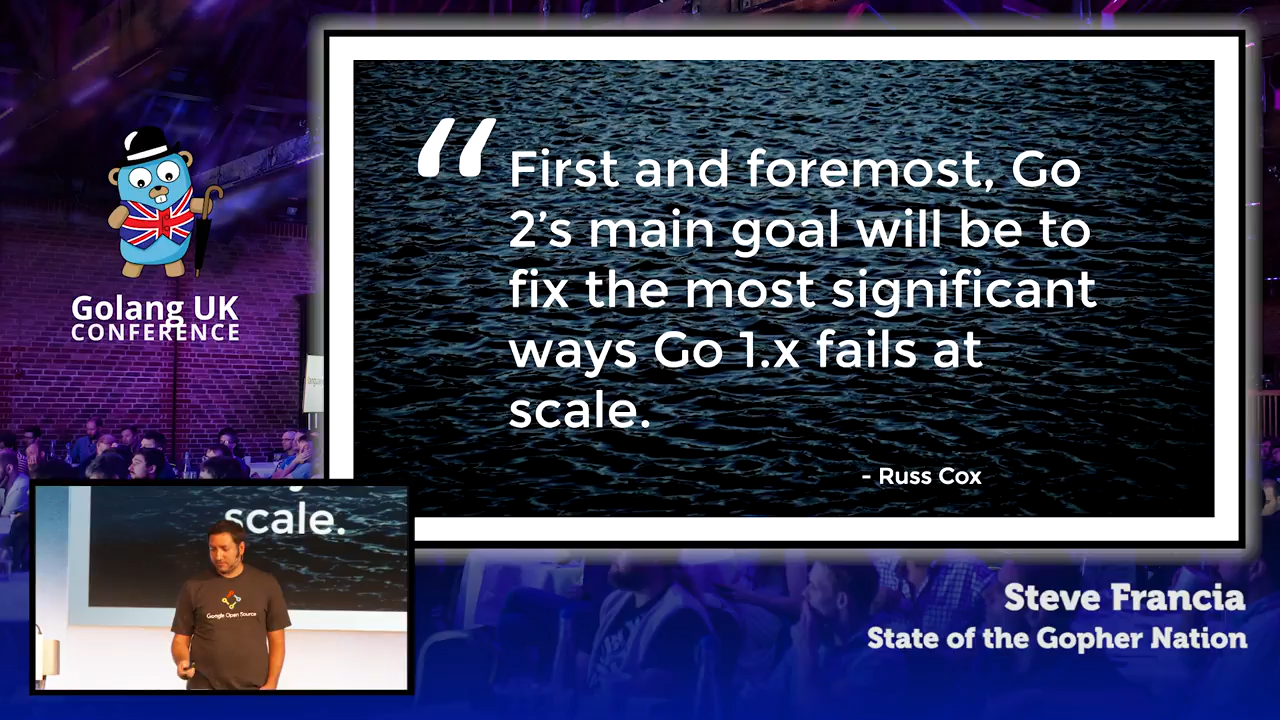 Golang UK
CONFERENCE
“
First and foremost, Go
2’s main goal will be to
fix the most significant
ways Go 1.x fails at
scale.
- Russ Cox
scale.
Google Open Source
Steve Francia
State of the Gopher Nation